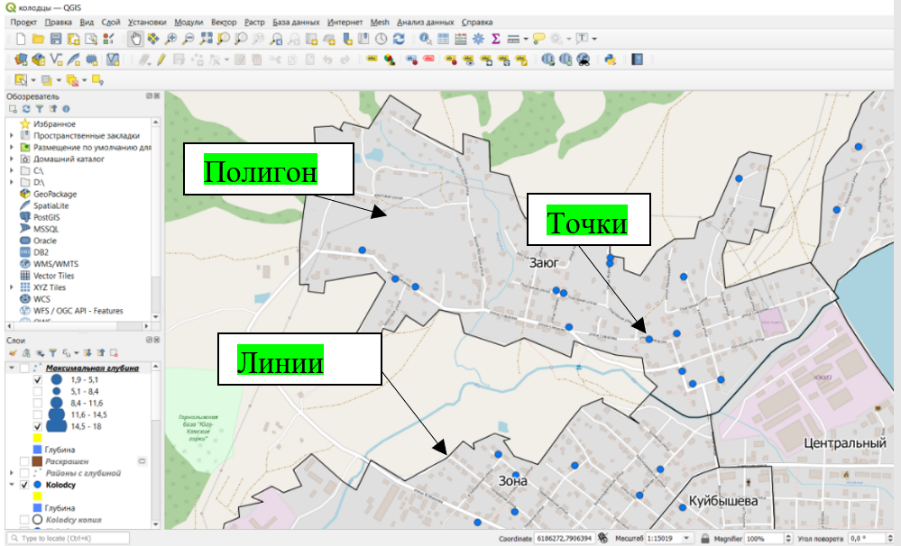 колодцы — QGIS
Проект Правка Вид Слой Установки Модули Вектор Растр База данных Интернет Mesh Анализ данных Справка
Обозреватель
Избранное
Пространственные закладки
Размещение по умолчанию для
Домашний каталог
C:\
D:\
GeoPackage
SpatiaLite
PostGIS
MSSQL
Oracle
DB2
WMS/WMTS
Vector Tiles
XYZ Tiles
WCS
WFS / OGC API - Features
OWS
Слои
Максимальная глубина
1,9 - 5,1
5,1 - 8,4
8,4 - 11,6
11,6 - 14,5
14,5 - 18
Глубина
Раскрашен
Районы с глубиной
Kolodcy
Глубина
Kolodcy копия
Полигон
Точки
Заюг
Линии
Горнолыжная
Центральный
Зона
Куйбышева
Type to locate (Ctrl+K)
Coordinate 6186272,7906394
Масштаб 1:15019
Magnifier 100%
Угол поворота 0,0 °